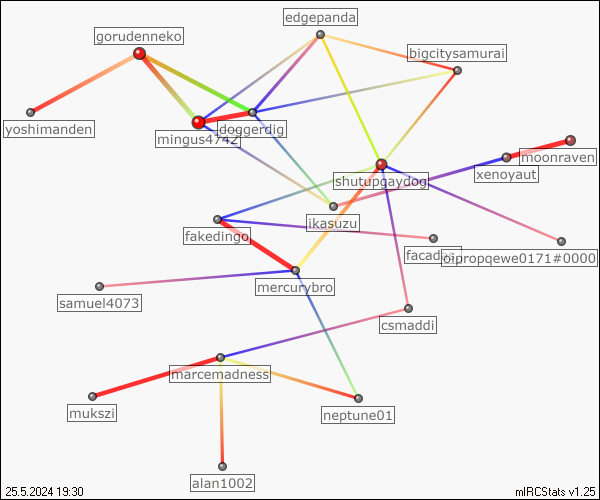 edgepanda
gorudenneko
bigcitysamurai
yoshimanden
mingus4742
doggerdig
moonraven
xenoyaut
shutupgaydog
ikasuzu
fakedingo
oipropqewe0171#0000
mercurybro
samuel4073
csmaddi
marcemadness
mukszi
neptune01
alan1002
25.5.2024 19:30
mIRCStats v1.25